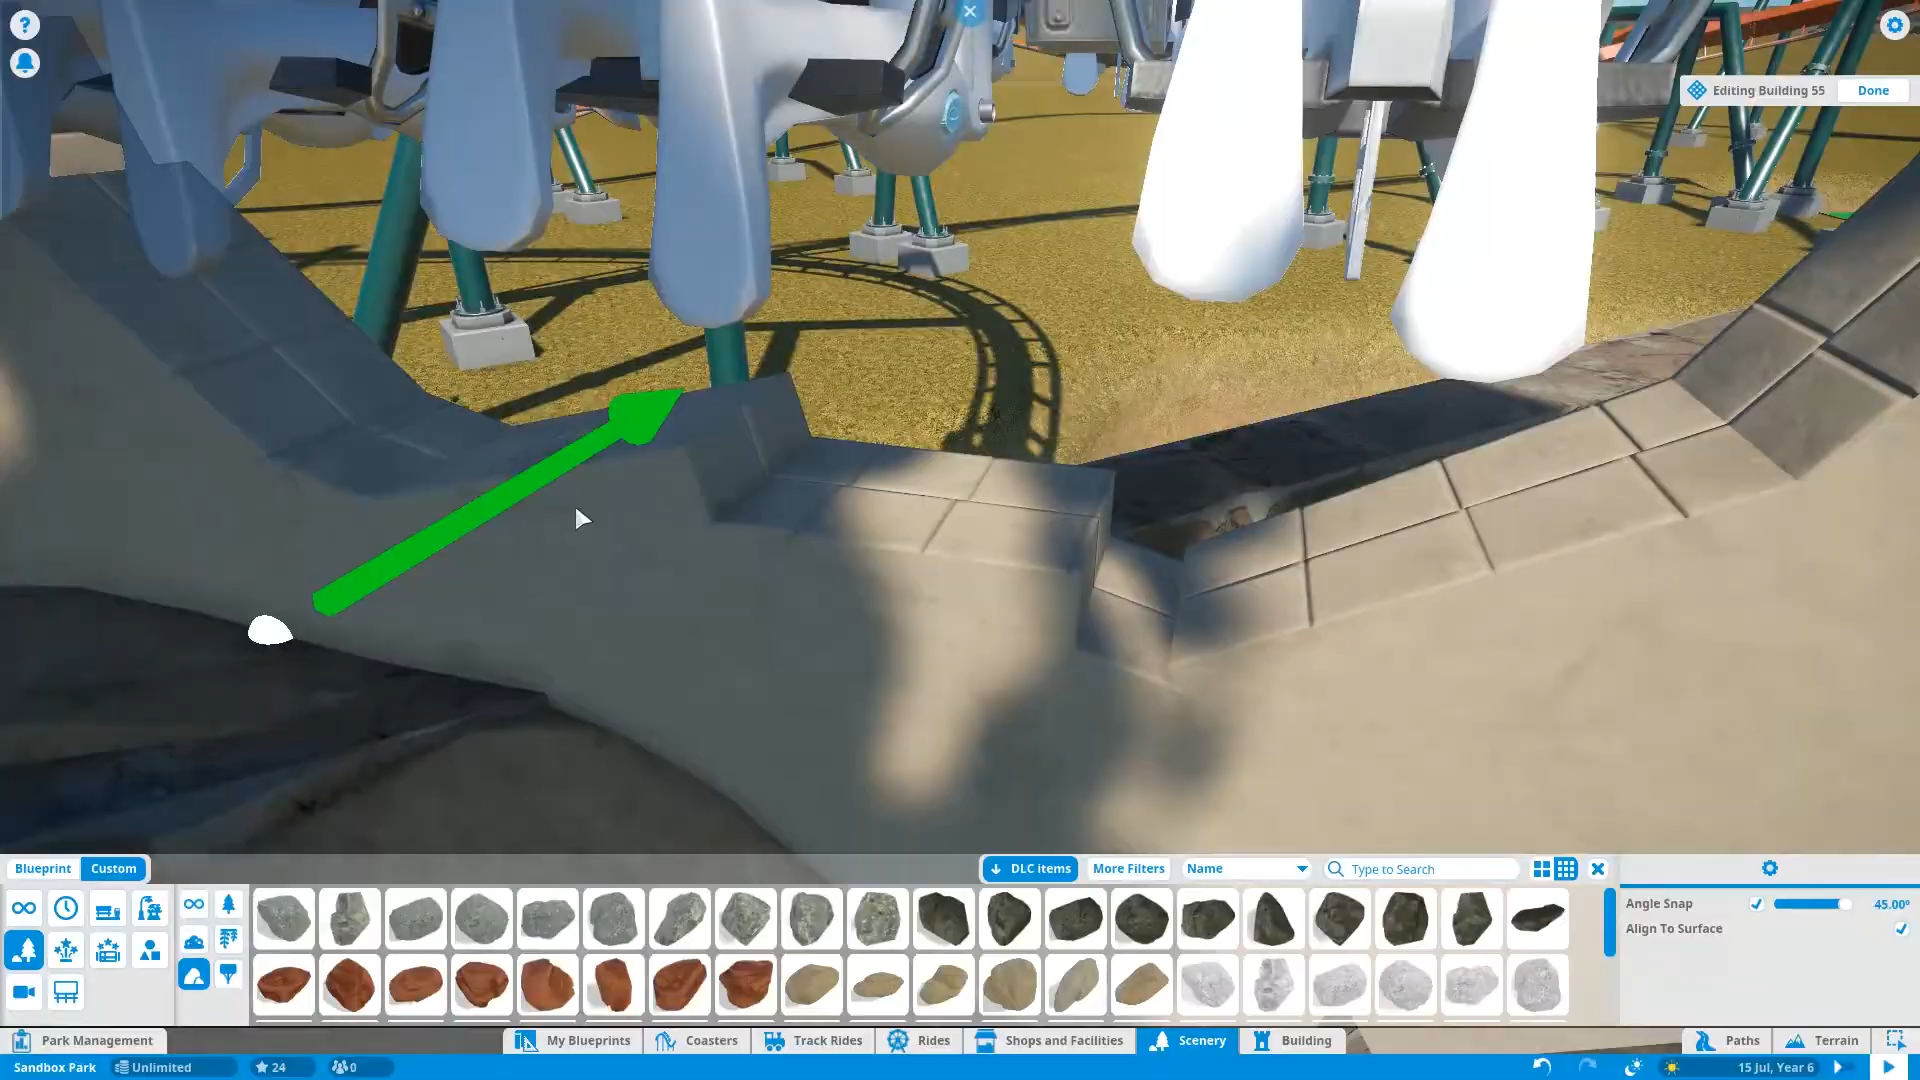 ?
Editing Building 55
Done
Blueprint
Custom
DLC items
More Filters
Name
Type to Search
Angle Snap
45.00°
Align To Surface
Park Management
My Blueprints
Coasters
Track Rides
Rides
Shops and Facilities
Scenery
Building
Paths
Terrain
Sandbox Park
Unlimited
24
0
15 Jul, Year 6